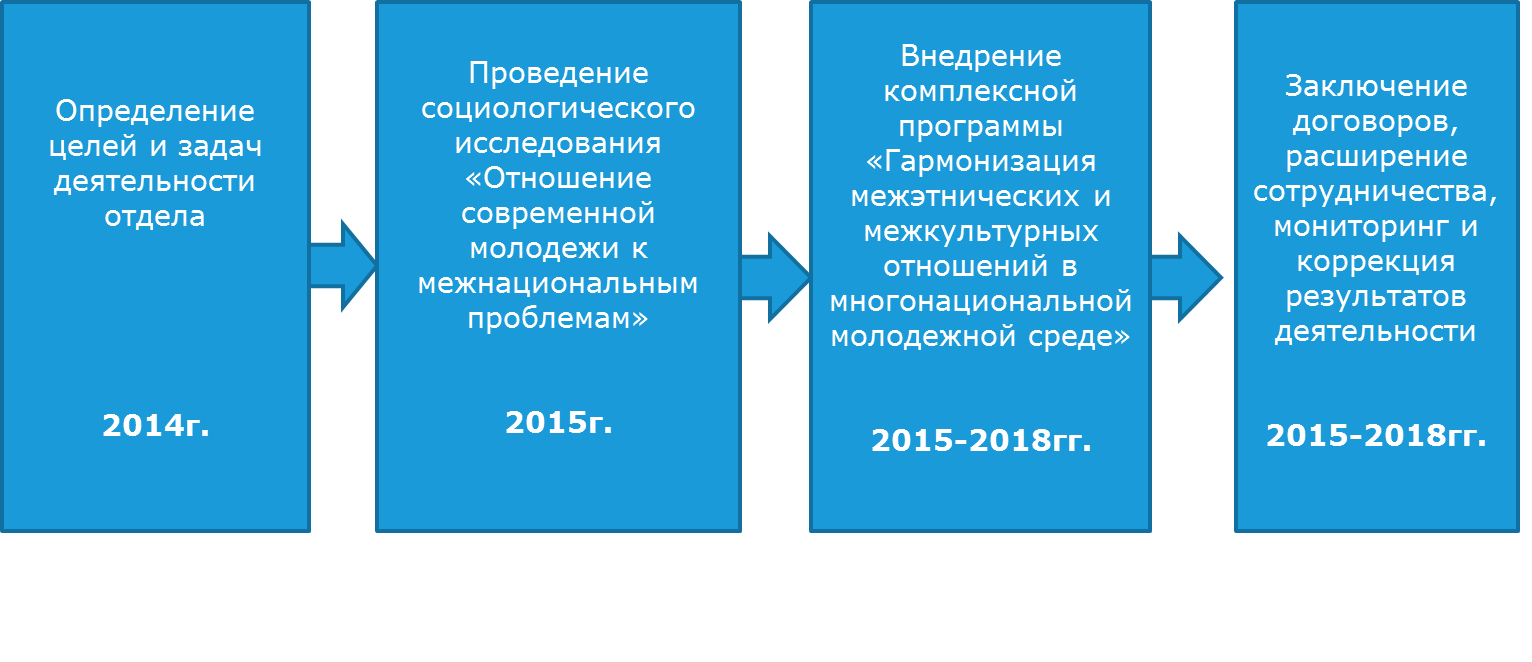 Определение
целей и задач
деятельности
отдела
2014г.
Проведение
социологического
исследования
«Отношение
современной
молодежи к
межнациональным
проблемам»
2015г.
Внедрение
комплексной
программы
«Гармонизация
межэтнических и
межкультурных
отношений в
многонациональной
молодежной среде»
2015-2018гг.
Заключение
договоров,
расширение
сотрудничества,
мониторинг и
коррекция
результатов
деятельности
2015-2018гг.